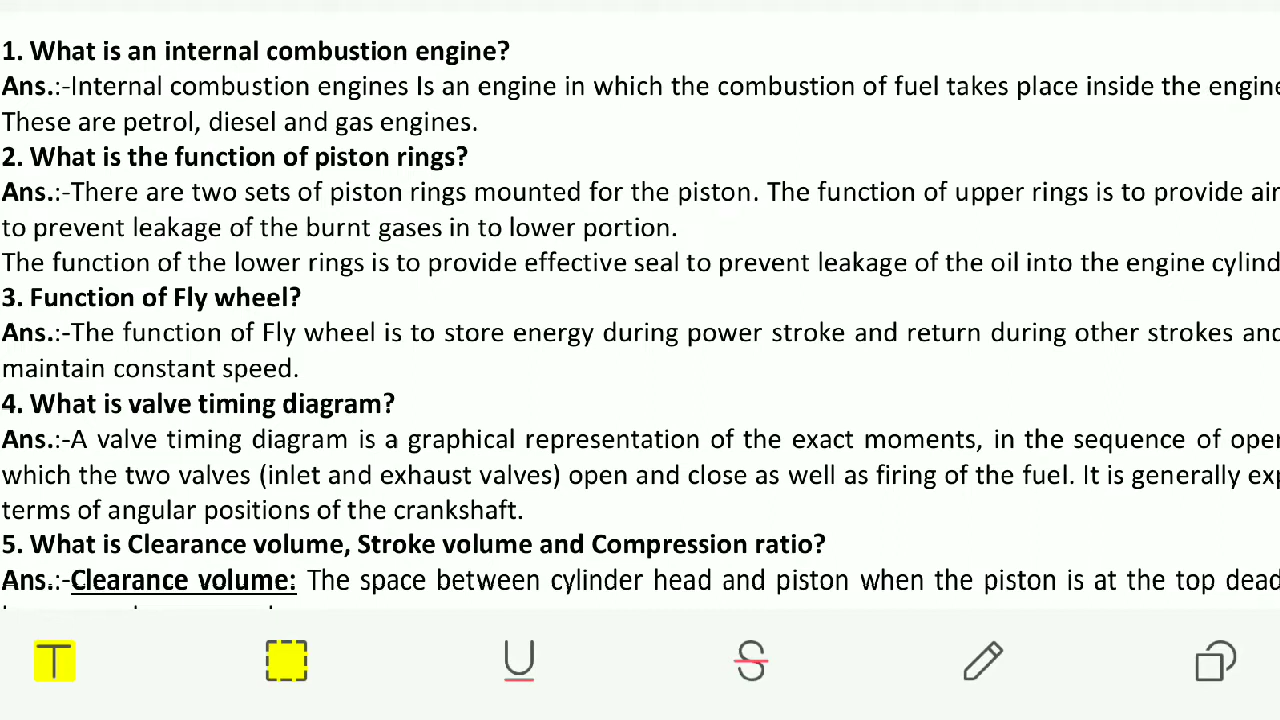 1. What is an internal combustion engine?
Ans.:-Internal combustion engines Is an engine in which the combustion of fuel takes place inside the engine
These are petrol, diesel and gas engines.
2. What is the function of piston rings?
Ans.:-There are two sets of piston rings mounted for the piston. The function of upper rings is to provide air
to prevent leakage of the burnt gases in to lower portion.
The function of the lower rings is to provide effective seal to prevent leakage of the oil into the engine cylind
3. Function of Fly wheel?
Ans.:-The function of Fly wheel is to store energy during power stroke and return during other strokes and
maintain constant speed.
4. What is valve timing diagram?
Ans.:-A valve timing diagram is a graphical representation of the exact moments, in the sequence of oper
which the two valves (inlet and exhaust valves) open and close as well as firing of the fuel. It is generally exp
terms of angular positions of the crankshaft.
5. What is Clearance volume, Stroke volume and Compression ratio?
Ans.:-Clearance volume: The space between cylinder head and piston when the piston is at the top dead
T U S